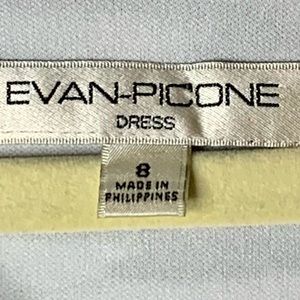 EVAN-PICONE
DRESS
8
MADE IN
PHILIPPINES